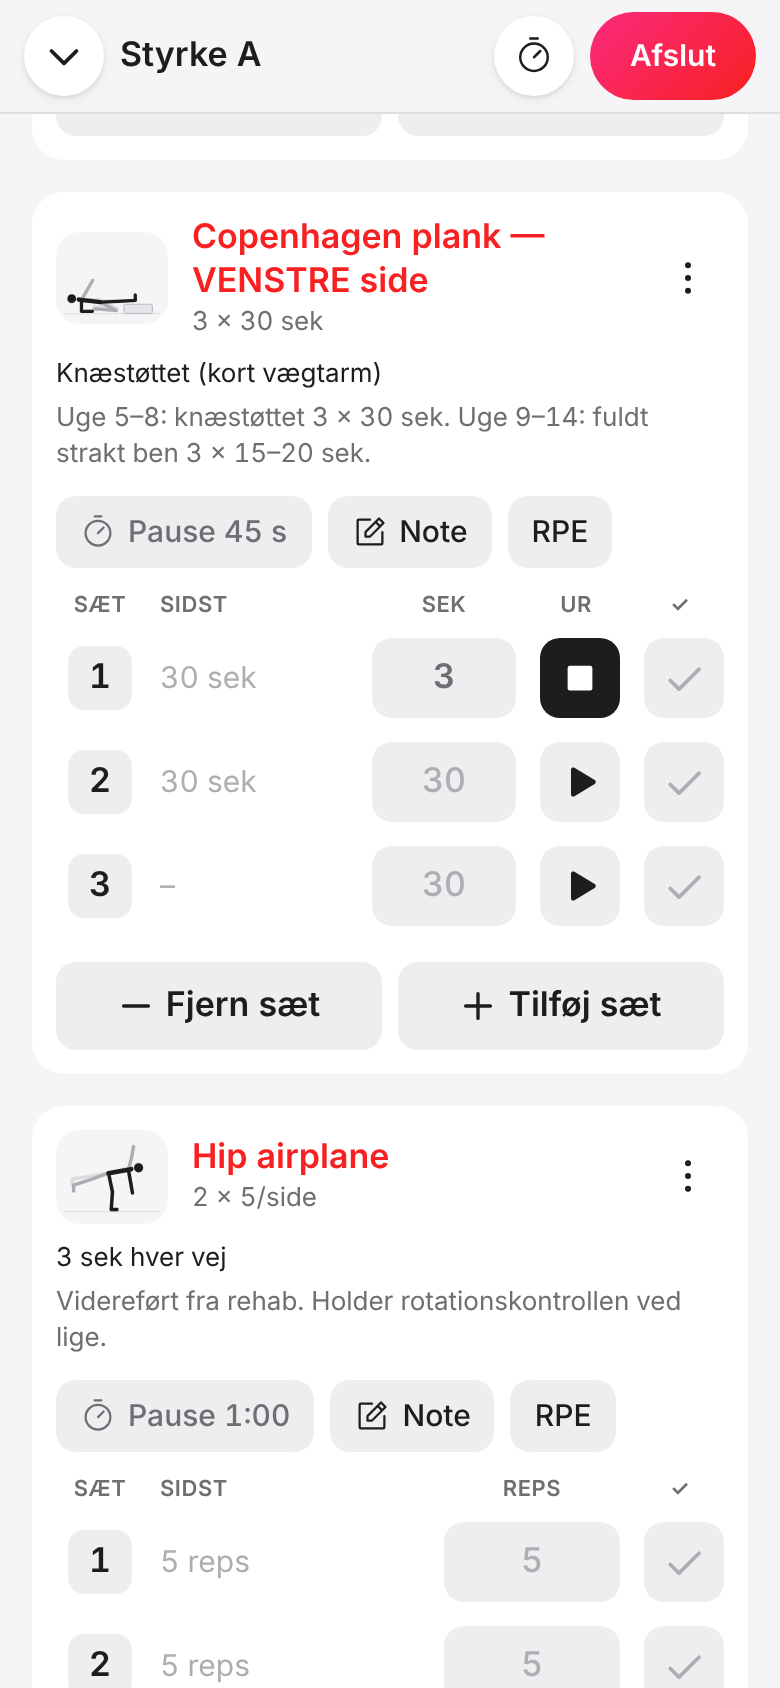 Styrke A
Afslut
Copenhagen plank —
VENSTRE side
3 × 30 sek
Knæstøttet (kort vægtarm)
Uge 5–8: knæstøttet 3 × 30 sek. Uge 9–14: fuldt
strakt ben 3 × 15–20 sek.
Pause 45 s Note RPE
SÆT SIDST SEK UR ✓
1 30 sek 3
2 30 sek 30
3 – 30
Fjern sæt Tilføj sæt
Hip airplane
2 × 5/side
3 sek hver vej
Videreført fra rehab. Holder rotationskontrollen ved
lige.
Pause 1:00 Note RPE
SÆT SIDST REPS ✓
1 5 reps 5
2 5 reps 5